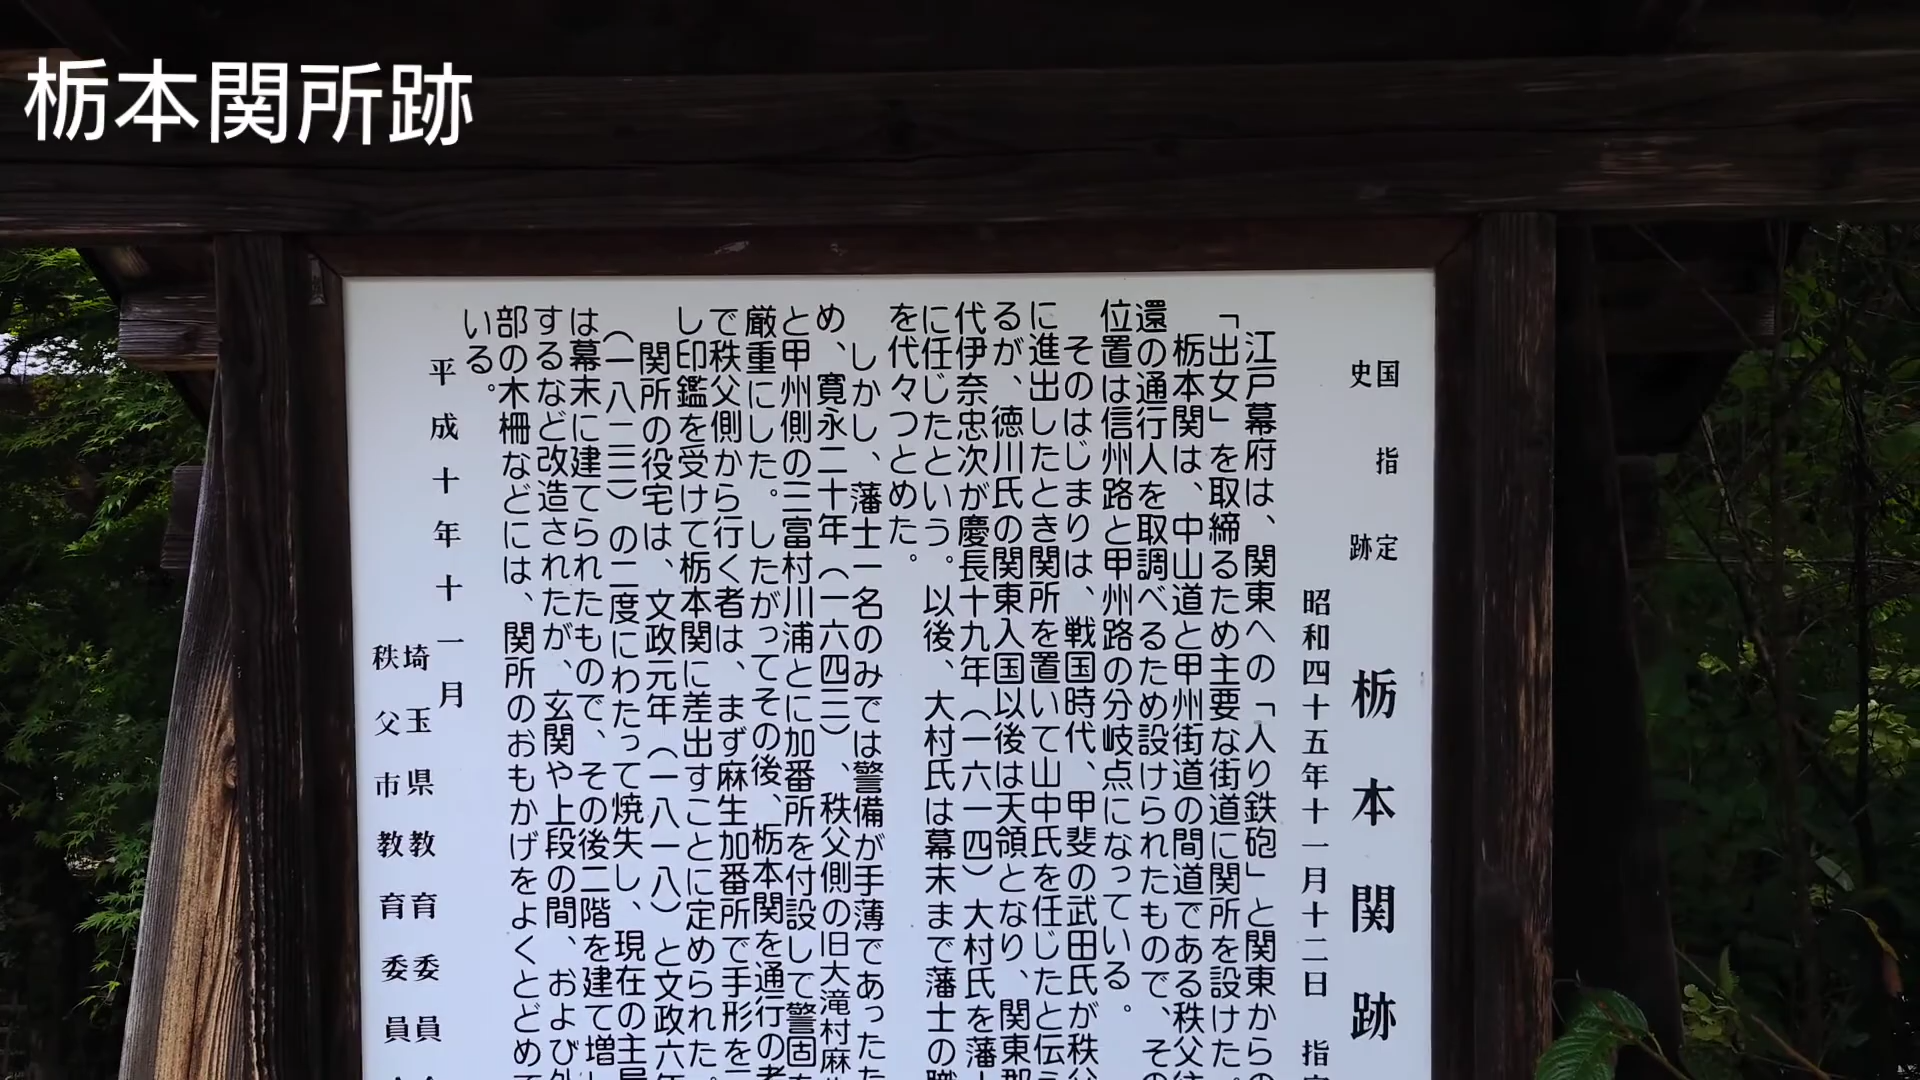 栃本関所跡
国指定
史跡
栃本関跡
昭和四十五年十一月十二日 指定
江戸幕府は、関東への「入り鉄砲」と関東からの
「出女」を取締るため主要な街道に関所を設けた。
栃本関は、中山道と甲州街道の間道である秩父往
還の通行人を取調べるため設けられたもので、その
位置は信州路と甲州路の分岐点になっている。
そのはじまりは、戦国時代、甲斐の武田氏が秩父
に進出したとき関所を置いて山中氏を任じたと伝え
るが、徳川氏の関東入国以後は天領となり、関東郡
代伊奈忠次が慶長十九年(一六一四)大村氏を藩士
に任じたという。以後、大村氏は幕末まで藩士の職
を代々つとめた。
しかし、藩士一名のみでは警備が手薄であったた
め、寛永二十年(一六四三)、秩父側の旧大滝村麻生
と甲州側の三富村川浦とに加番所を付設して警固を
厳重にした。したがってその後、栃本関を通行の者
で秩父側から行く者は、まず麻生加番所で手形を
し印鑑を受けて栃本関に差出すことに定められた。
関所の役宅は、文政元年(一八一八)と文政六年
(一八二三)の二度にわたって焼失し、現在の主屋
は幕末に建てられたもので、その後二階を建て増し
するなど改造されたが、玄関や上段の間、および外
部の木柵などには、関所のおもかげをよくとどめて
いる。
平成十年十一月
埼玉県教育委員
秩父市教育委員